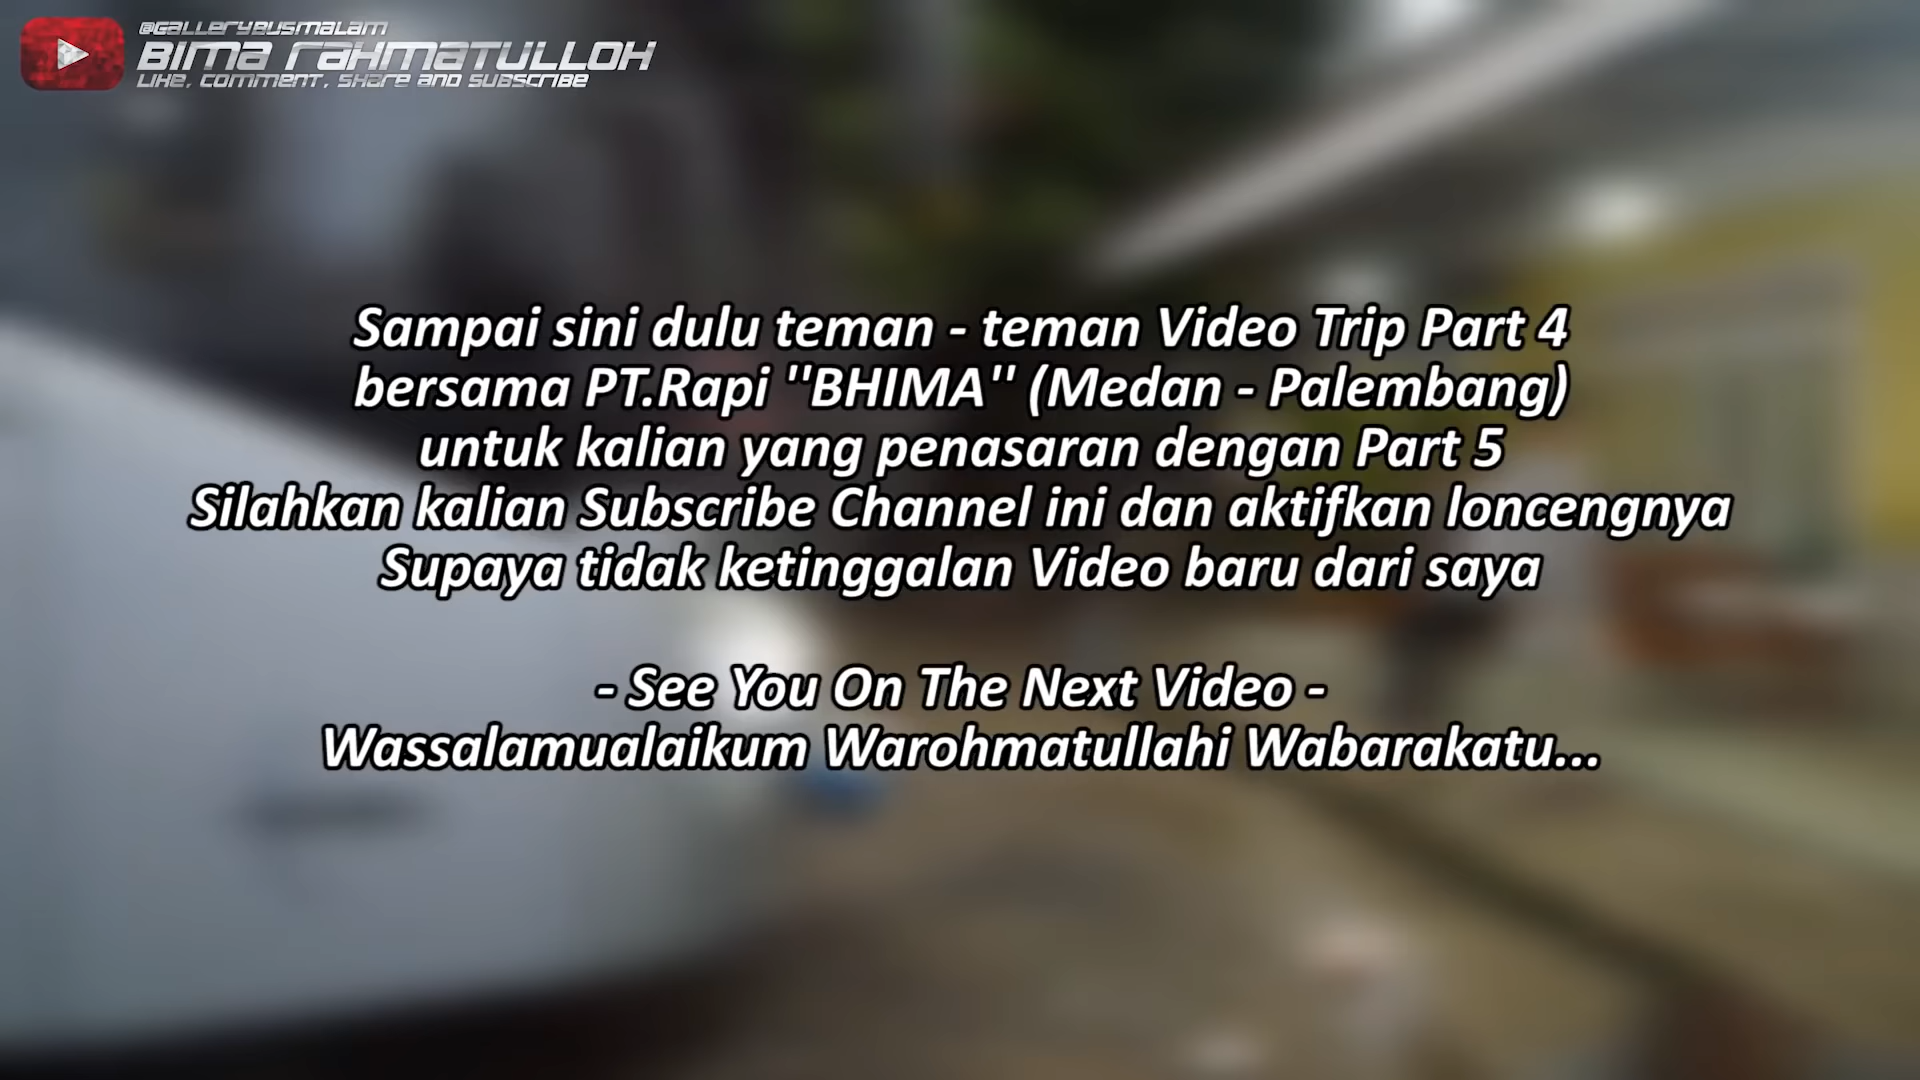 @GALLERYBUSMALAM
BIMA RAHMATULLOH
LIKE, COMMENT, SHARE AND SUBSCRIBE
Sampai sini dulu teman - teman Video Trip Part 4
bersama PT.Rapi "BHIMA" (Medan - Palembang)
untuk kalian yang penasaran dengan Part 5
Silahkan kalian Subscribe Channel ini dan aktifkan loncengnya
Supaya tidak ketinggalan Video baru dari saya
- See You On The Next Video -
Wassalamualaikum Warohmatullahi Wabarakatu...